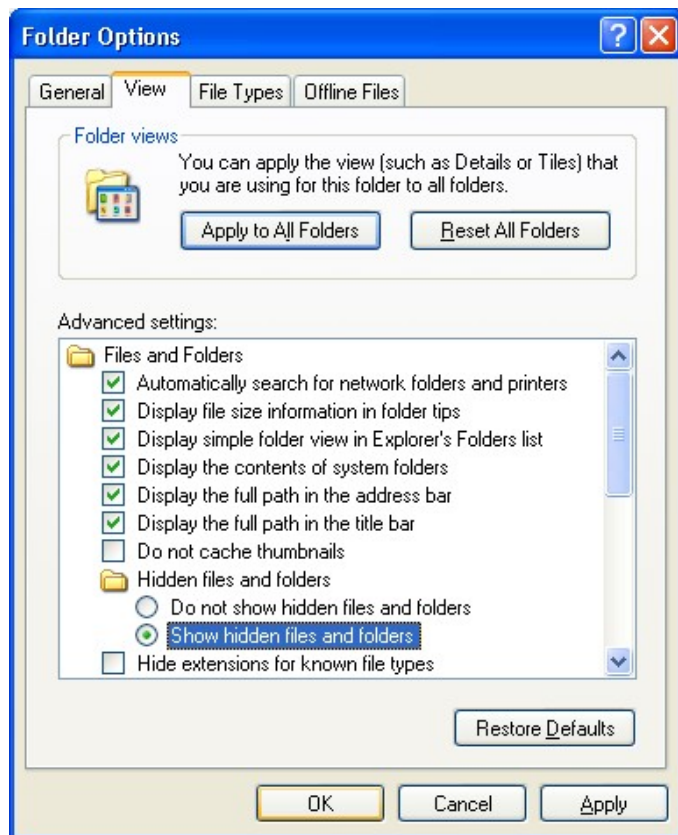 Folder Options
?
General View File Types Offline Files
Folder views
You can apply the view (such as Details or Tiles) that
you are using for this folder to all folders.
Apply to All Folders Reset All Folders
Advanced settings:
Files and Folders
Automatically search for network folders and printers
Display file size information in folder tips
Display simple folder view in Explorer's Folders list
Display the contents of system folders
Display the full path in the address bar
Display the full path in the title bar
Do not cache thumbnails
Hidden files and folders
Do not show hidden files and folders
Show hidden files and folders
Hide extensions for known file types
Restore Defaults
OK Cancel Apply